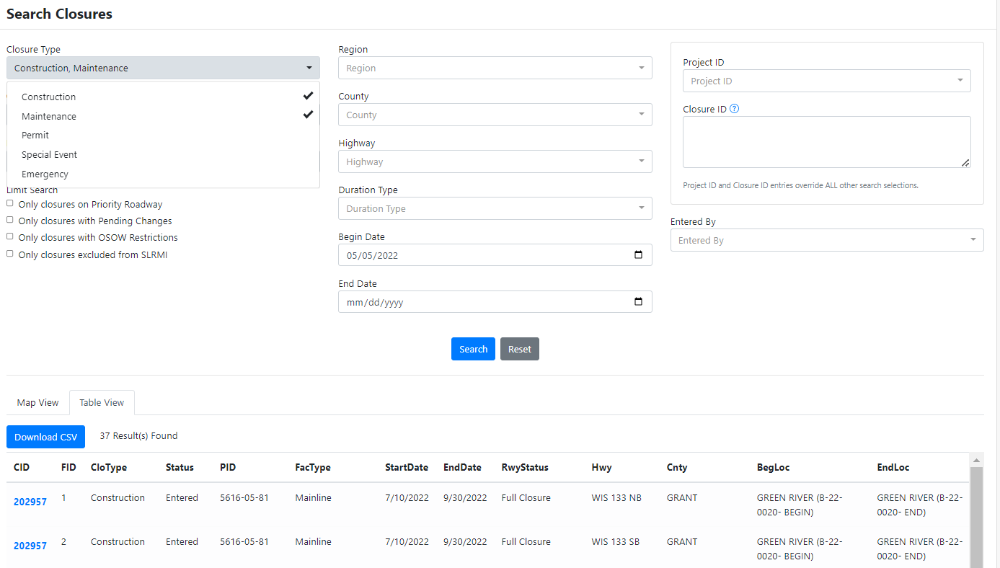 Search Closures
Closure Type
Construction, Maintenance
Construction
Maintenance
Permit
Special Event
Emergency
Limit Search
Only closures on Priority Roadway
Only closures with Pending Changes
Only closures with OSOW Restrictions
Only closures excluded from SLRMI
Region
Region
County
County
Highway
Highway
Duration Type
Duration Type
Begin Date
05/05/2022
End Date
mm/dd/yyyy
Project ID
Project ID
Closure ID ?
Project ID and Closure ID entries override ALL other search selections.
Entered By
Entered By
Search Reset
Map View Table View
Download CSV 37 Result(s) Found
CID FID CloType Status PID FacType StartDate EndDate RwyStatus Hwy Cnty BegLoc EndLoc
202957 1 Construction Entered 5616-05-81 Mainline 7/10/2022 9/30/2022 Full Closure WIS 133 NB GRANT GREEN RIVER (B-22- GREEN RIVER (B-22-
0020- BEGIN) 0020- END)
202957 2 Construction Entered 5616-05-81 Mainline 7/10/2022 9/30/2022 Full Closure WIS 133 SB GRANT GREEN RIVER (B-22- GREEN RIVER (B-22-
0020- BEGIN) 0020- END)